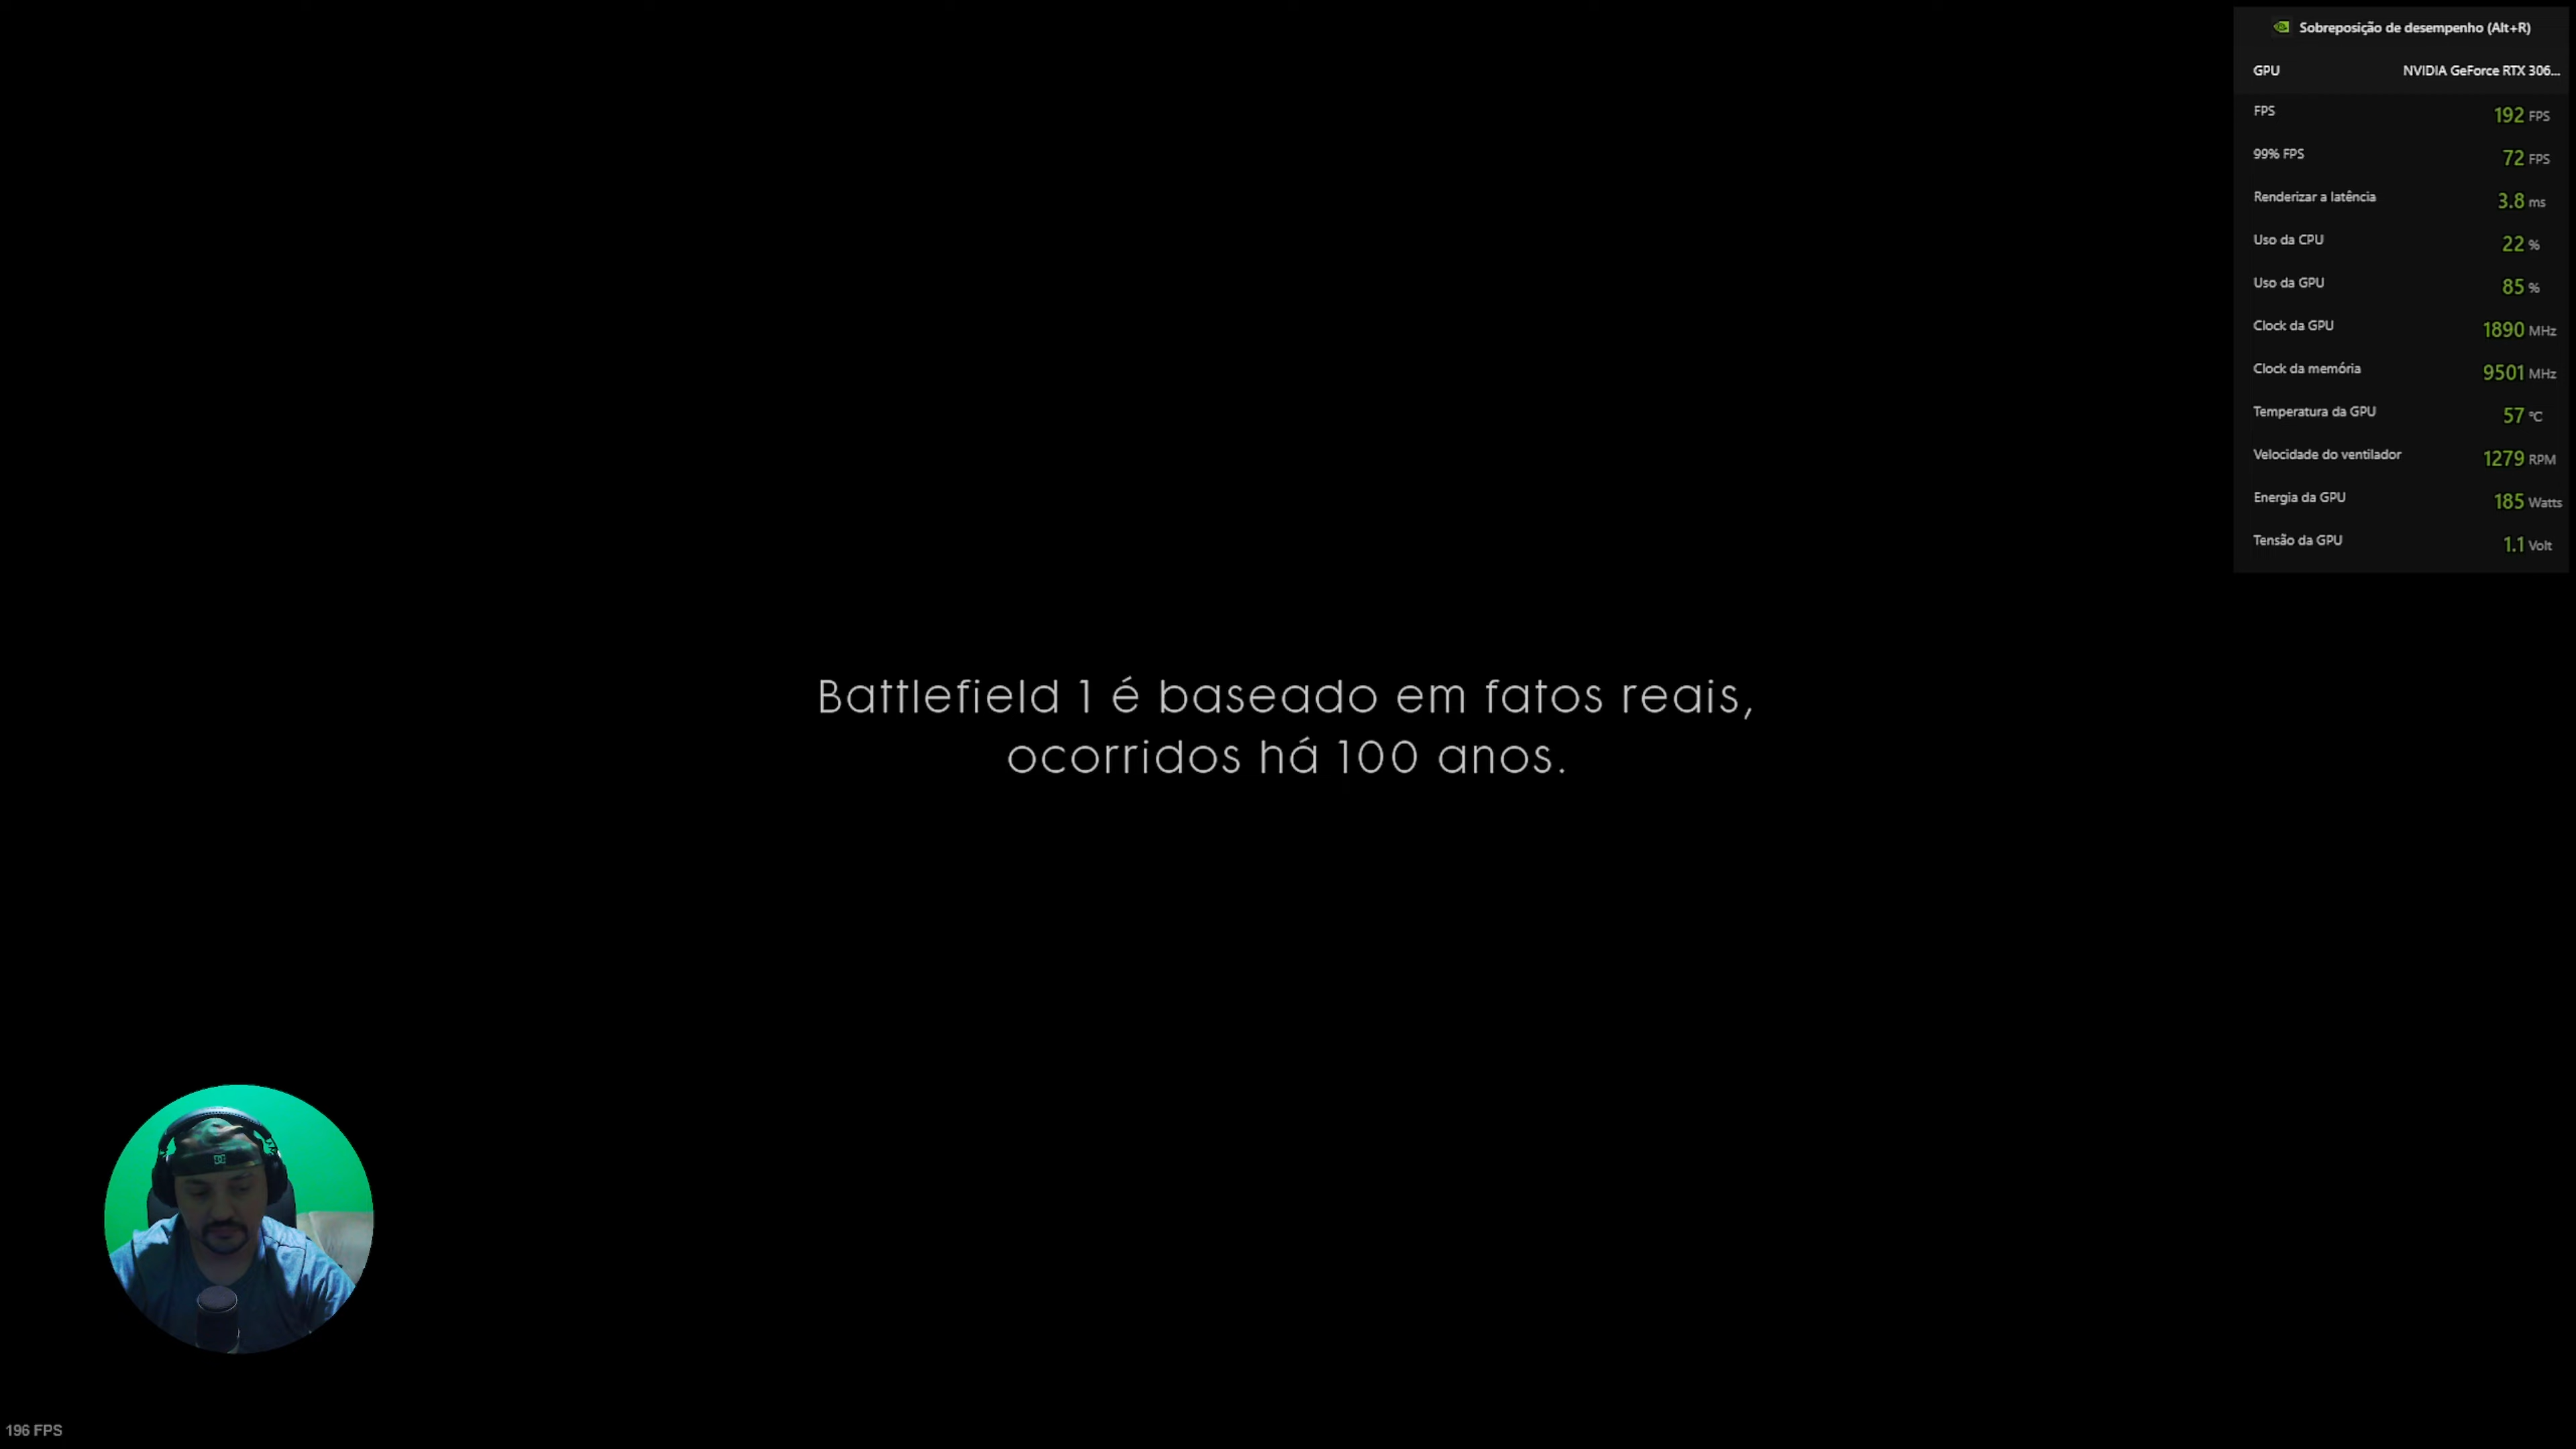 Sobreposição de desempenho (Alt+R)
GPU NVIDIA GeForce RTX 306...
FPS 192 FPS
99% FPS 72 FPS
Renderizar a latência 3.8 ms
Uso da CPU 22 %
Uso da GPU 85 %
Clock da GPU 1890 MHz
Clock da memória 9501 MHz
Temperatura da GPU 57 °C
Velocidade do ventilador 1279 RPM
Energia da GPU 185 Watts
Tensão da GPU 1.1 Volt
Battlefield 1 é baseado em fatos reais,
ocorridos há 100 anos.
DC
196 FPS